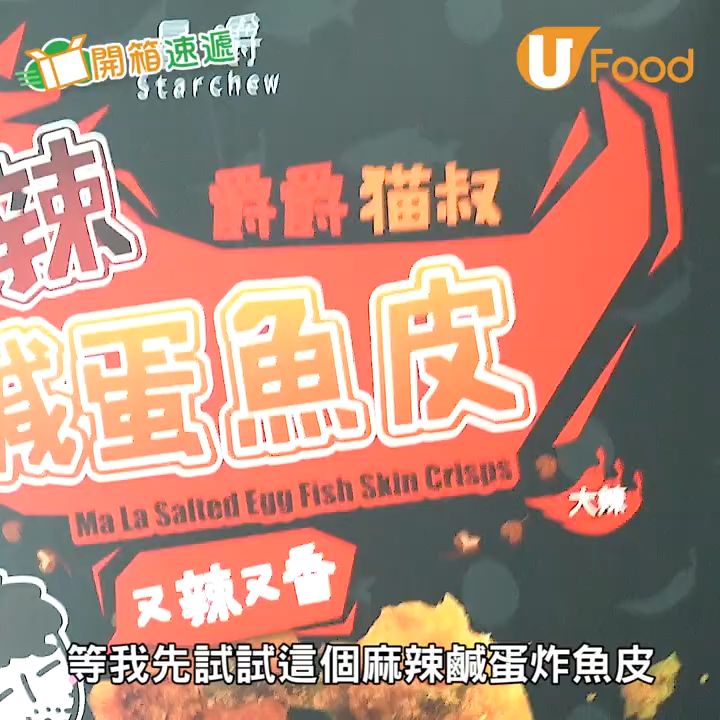 開箱速遞
U Food
Starchew
爵爵猫叔
辣
鹹蛋魚皮
Ma La Salted Egg Fish Skin Crisps
大辣
又辣又香
等我先試試這個麻辣鹹蛋炸魚皮